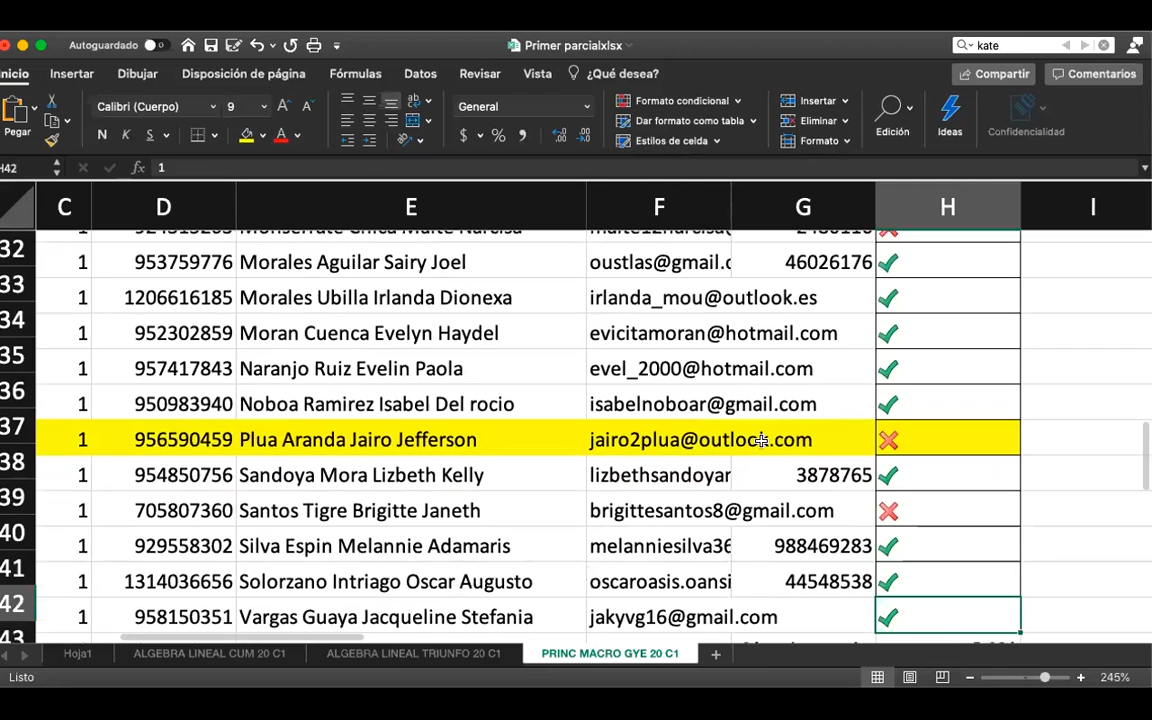 Autoguardado
Primer parcialxlsx
kate
Inicio Insertar Dibujar Disposición de página Fórmulas Datos Revisar Vista ¿Qué desea? Compartir Comentarios
Pegar
Calibri (Cuerpo) 9
N K S
General
$ %
Formato condicional
Dar formato como tabla
Estilos de celda
Insertar
Eliminar
Formato
Edición
Ideas
Confidencialidad
H42 fx 1
C D E F G H I
32
1 953759776 Morales Aguilar Sairy Joel oustlas@gmail.c 46026176
33
1 1206616185 Morales Ubilla Irlanda Dionexa irlanda_mou@outlook.es
34
1 952302859 Moran Cuenca Evelyn Haydel evicitamoran@hotmail.com
35
1 957417843 Naranjo Ruiz Evelin Paola evel_2000@hotmail.com
36
1 950983940 Noboa Ramirez Isabel Del rocio isabelnoboar@gmail.com
37
1 956590459 Plua Aranda Jairo Jefferson jairo2plua@outlook.com
38
1 954850756 Sandoya Mora Lizbeth Kelly lizbethsandoyar 3878765
39
1 705807360 Santos Tigre Brigitte Janeth brigittesantos8@gmail.com
40
1 929558302 Silva Espin Melannie Adamaris melanniesilva36 988469283
41
1 1314036656 Solorzano Intriago Oscar Augusto oscaroasis.oansi 44548538
42
1 958150351 Vargas Guaya Jacqueline Stefania jakyvg16@gmail.com
43
Hoja1 ALGEBRA LINEAL CUM 20 C1 ALGEBRA LINEAL TRIUNFO 20 C1 PRINC MACRO GYE 20 C1
Listo 245%